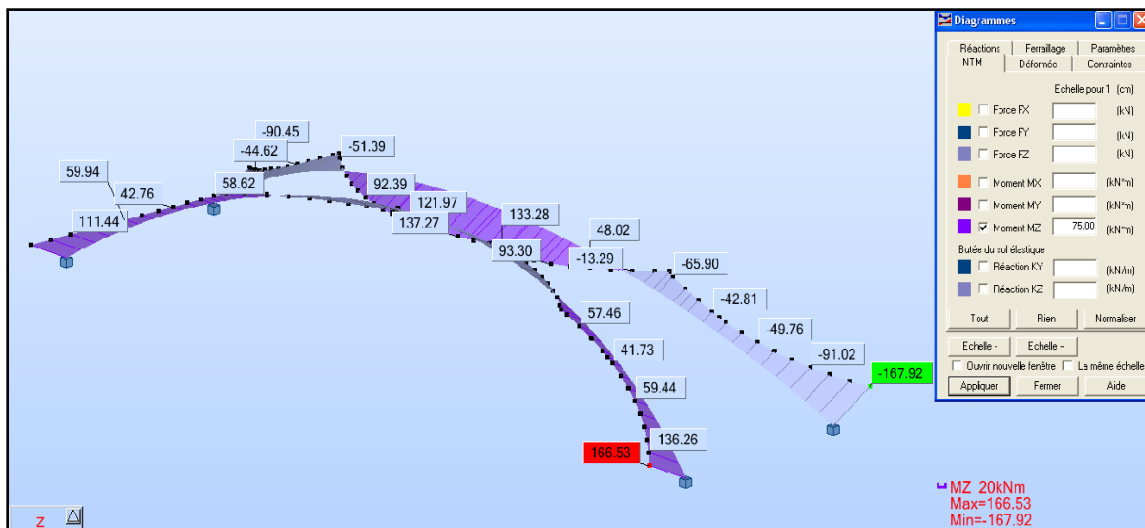 -90.45
-51.39
-44.62
59.94
42.76
58.62
92.39
111.44
121.97
133.28
137.27
48.02
93.30
-13.29
-65.90
-42.81
57.46
-49.76
41.73
-91.02
59.44
-167.92
136.26
166.53
Z
MZ 20kNm
Max=166.53
Min=-167.92
Diagrammes
Réactions Ferraillage Paramètres
NTM Déformée Contraintes
Echelle pour 1 (cm)
Force FX (kN)
Force FY (kN)
Force FZ (kN)
Moment MX (kN*m)
Moment MY (kN*m)
Moment MZ 75.00 (kN*m)
Butée du sol élastique
Réaction KY (kN/m)
Réaction KZ (kN/m)
Tout Rien Normaliser
Echelle - Echelle +
Ouvrir nouvelle fenêtre La même échelle
Appliquer Fermer Aide